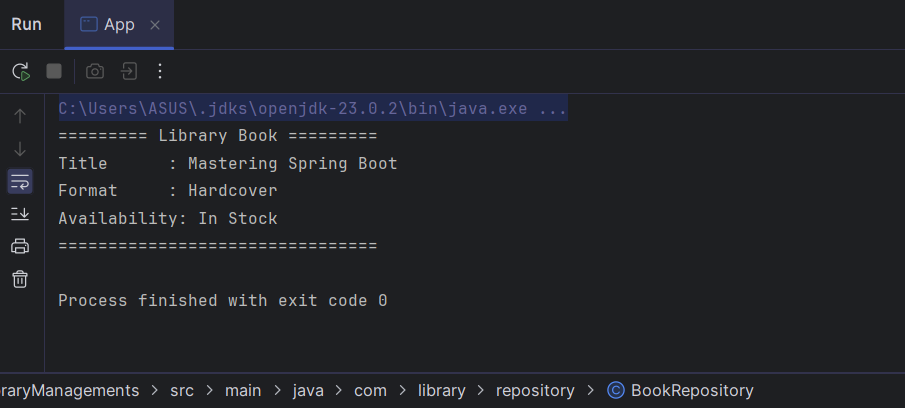 Run App
C:\Users\ASUS\.jdks\openjdk-23.0.2\bin\java.exe ...
========= Library Book =========
Title      : Mastering Spring Boot
Format     : Hardcover
Availability: In Stock
================================
Process finished with exit code 0
raryManagements > src > main > java > com > library > repository > BookRepository